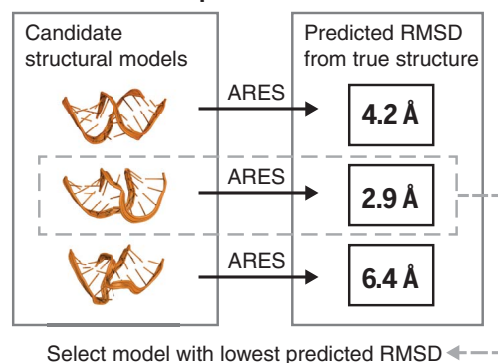 Candidate
structural models
Predicted RMSD
from true structure
ARES
4.2 Å
ARES
2.9 Å
ARES
6.4 Å
Select model with lowest predicted RMSD